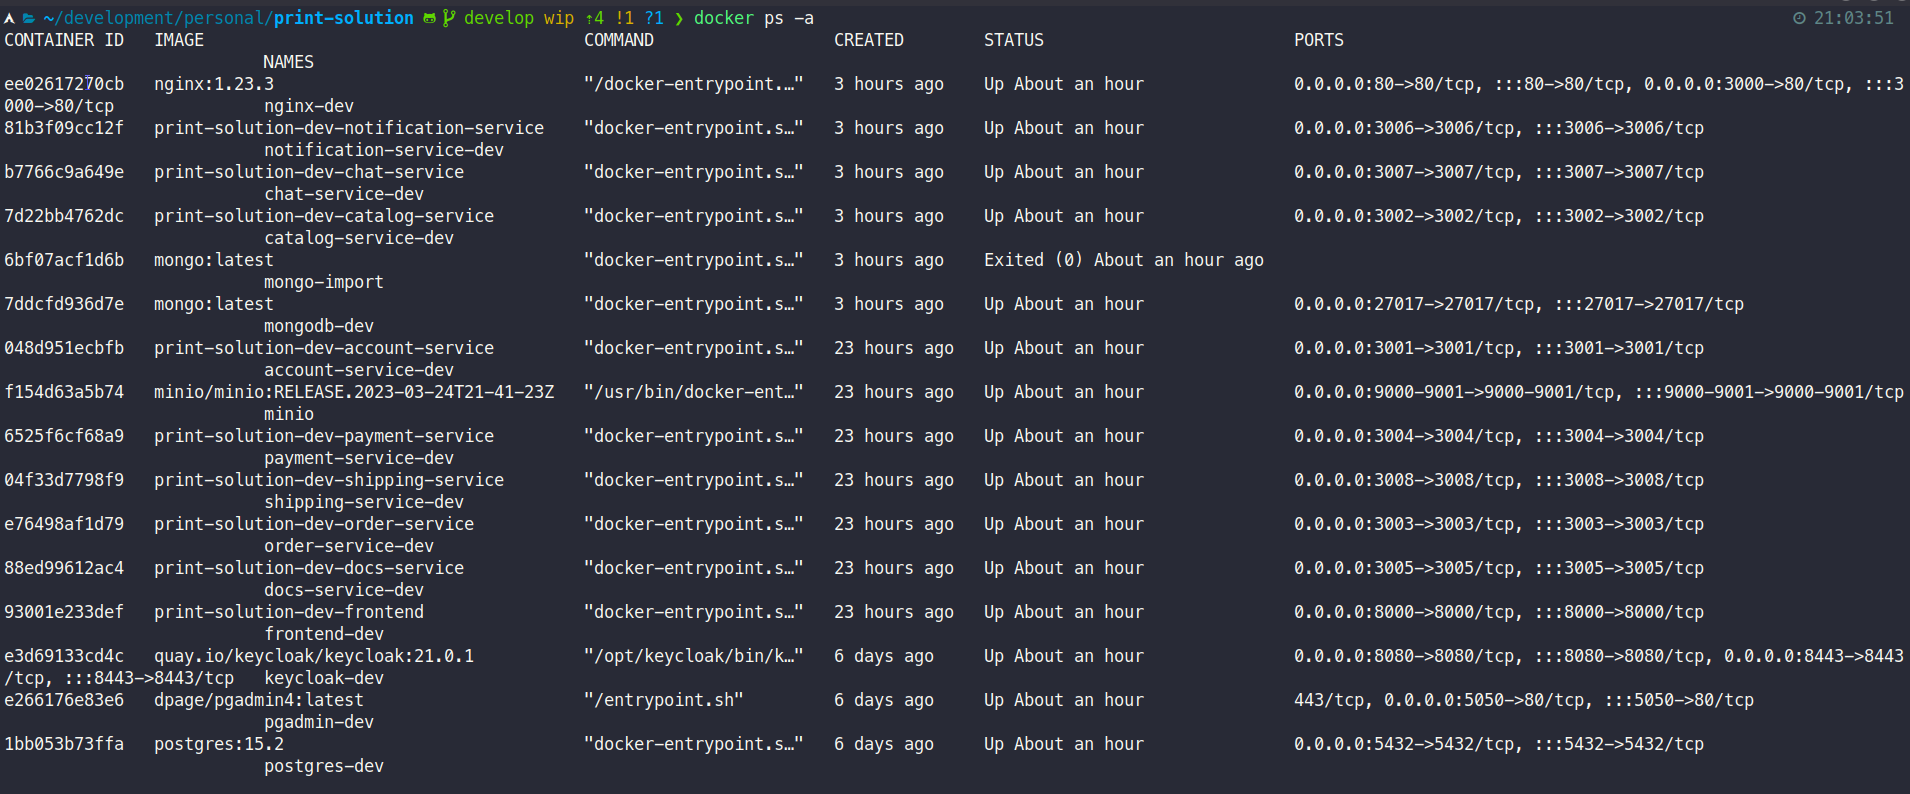 ~/development/personal/print-solution develop wip ⇡4 !1 ?1 ❯ docker ps -a 21:03:51
CONTAINER ID   IMAGE                                      COMMAND                  CREATED        STATUS                         PORTS
                          NAMES
ee02617270cb   nginx:1.23.3                               "/docker-entrypoint.…"   3 hours ago    Up About an hour               0.0.0.0:80->80/tcp, :::80->80/tcp, 0.0.0.0:3000->80/tcp, :::3
000->80/tcp               nginx-dev
81b3f09cc12f   print-solution-dev-notification-service    "docker-entrypoint.s…"   3 hours ago    Up About an hour               0.0.0.0:3006->3006/tcp, :::3006->3006/tcp
                          notification-service-dev
b7766c9a649e   print-solution-dev-chat-service            "docker-entrypoint.s…"   3 hours ago    Up About an hour               0.0.0.0:3007->3007/tcp, :::3007->3007/tcp
                          chat-service-dev
7d22bb4762dc   print-solution-dev-catalog-service         "docker-entrypoint.s…"   3 hours ago    Up About an hour               0.0.0.0:3002->3002/tcp, :::3002->3002/tcp
                          catalog-service-dev
6bf07acf1d6b   mongo:latest                               "docker-entrypoint.s…"   3 hours ago    Exited (0) About an hour ago
                          mongo-import
7ddcfd936d7e   mongo:latest                               "docker-entrypoint.s…"   3 hours ago    Up About an hour               0.0.0.0:27017->27017/tcp, :::27017->27017/tcp
                          mongodb-dev
048d951ecbfb   print-solution-dev-account-service         "docker-entrypoint.s…"   23 hours ago   Up About an hour               0.0.0.0:3001->3001/tcp, :::3001->3001/tcp
                          account-service-dev
f154d63a5b74   minio/minio:RELEASE.2023-03-24T21-41-23Z   "/usr/bin/docker-ent…"   23 hours ago   Up About an hour               0.0.0.0:9000-9001->9000-9001/tcp, :::9000-9001->9000-9001/tcp
                          minio
6525f6cf68a9   print-solution-dev-payment-service         "docker-entrypoint.s…"   23 hours ago   Up About an hour               0.0.0.0:3004->3004/tcp, :::3004->3004/tcp
                          payment-service-dev
04f33d7798f9   print-solution-dev-shipping-service        "docker-entrypoint.s…"   23 hours ago   Up About an hour               0.0.0.0:3008->3008/tcp, :::3008->3008/tcp
                          shipping-service-dev
e76498af1d79   print-solution-dev-order-service           "docker-entrypoint.s…"   23 hours ago   Up About an hour               0.0.0.0:3003->3003/tcp, :::3003->3003/tcp
                          order-service-dev
88ed99612ac4   print-solution-dev-docs-service            "docker-entrypoint.s…"   23 hours ago   Up About an hour               0.0.0.0:3005->3005/tcp, :::3005->3005/tcp
                          docs-service-dev
93001e233def   print-solution-dev-frontend                "docker-entrypoint.s…"   23 hours ago   Up About an hour               0.0.0.0:8000->8000/tcp, :::8000->8000/tcp
                          frontend-dev
e3d69133cd4c   quay.io/keycloak/keycloak:21.0.1           "/opt/keycloak/bin/k…"   6 days ago     Up About an hour               0.0.0.0:8080->8080/tcp, :::8080->8080/tcp, 0.0.0.0:8443->8443
/tcp, :::8443->8443/tcp   keycloak-dev
e266176e83e6   dpage/pgadmin4:latest                      "/entrypoint.sh"         6 days ago     Up About an hour               443/tcp, 0.0.0.0:5050->80/tcp, :::5050->80/tcp
                          pgadmin-dev
1bb053b73ffa   postgres:15.2                              "docker-entrypoint.s…"   6 days ago     Up About an hour               0.0.0.0:5432->5432/tcp, :::5432->5432/tcp
                          postgres-dev